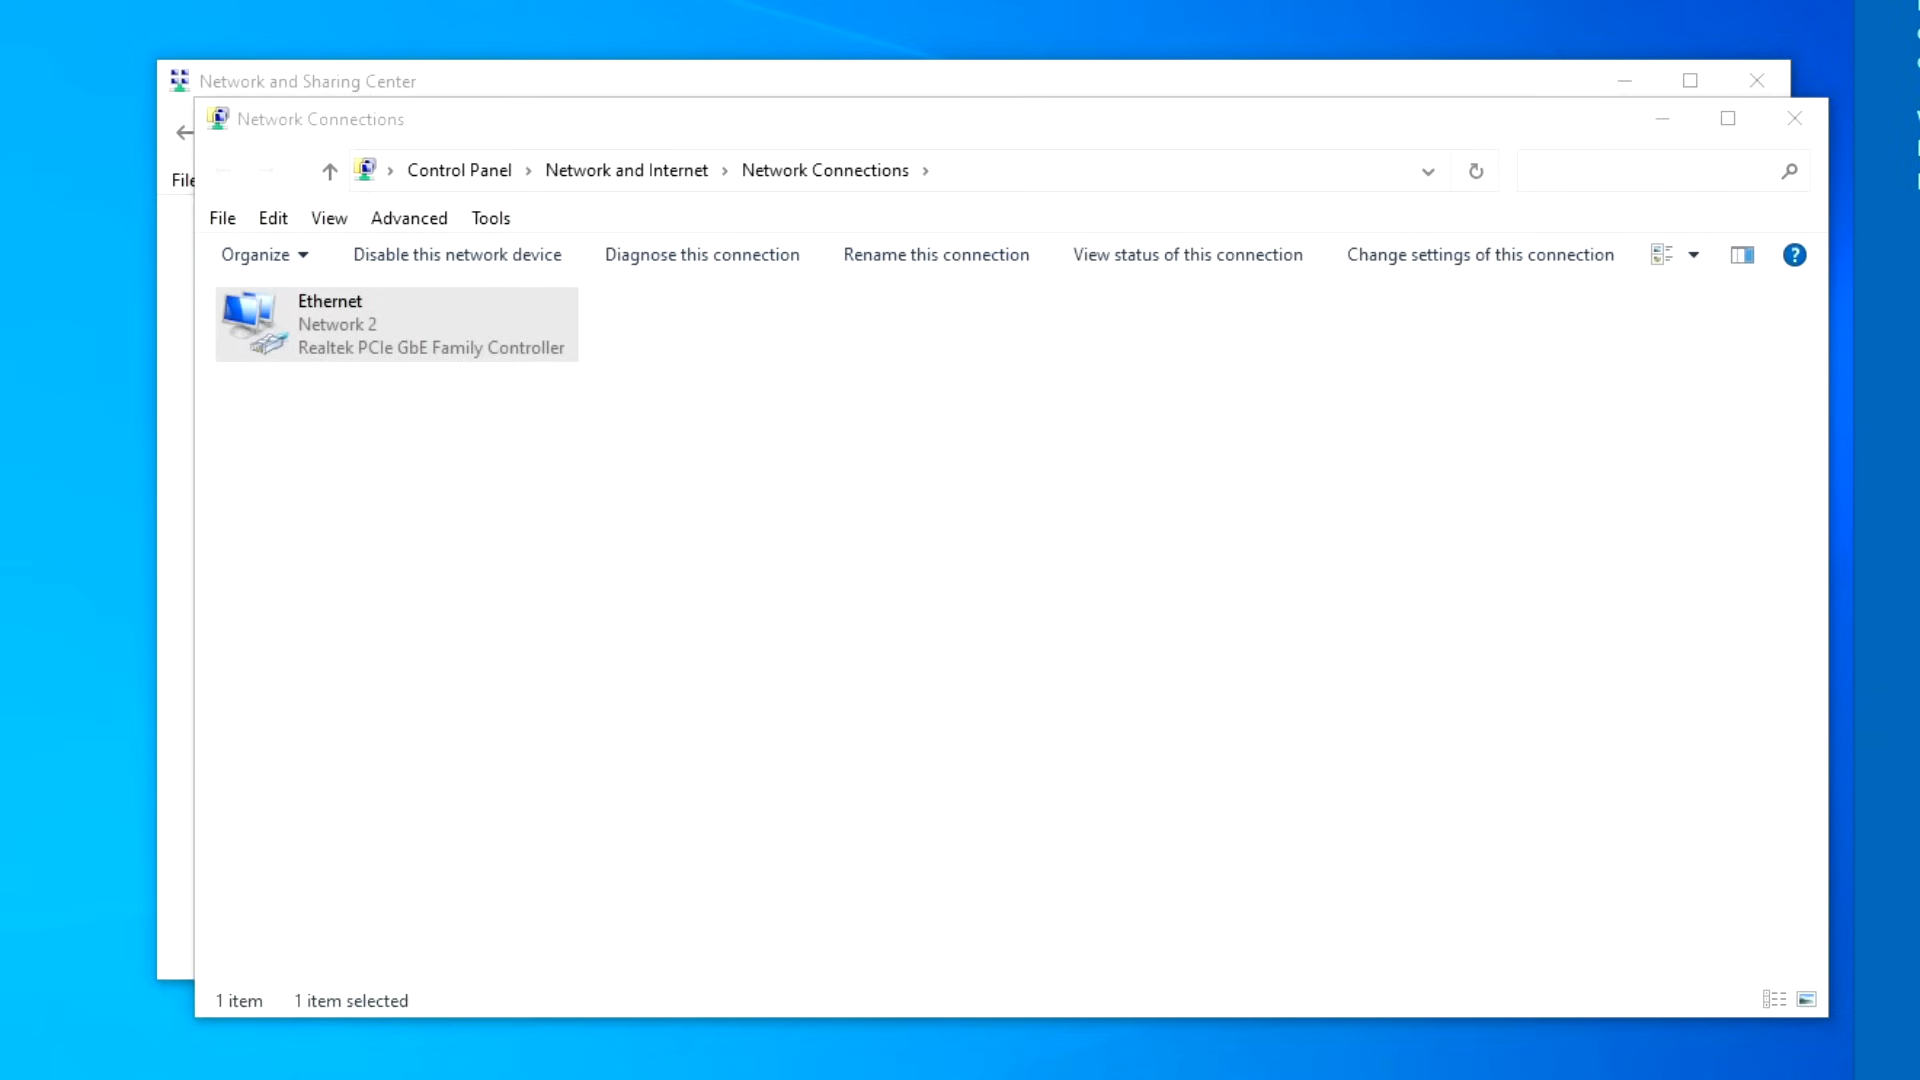 Network and Sharing Center
Network Connections
Control Panel
Network and Internet
Network Connections
File
File
Edit
View
Advanced
Tools
Organize
Disable this network device
Diagnose this connection
Rename this connection
View status of this connection
Change settings of this connection
?
Ethernet
Network 2
Realtek PCIe GbE Family Controller
1 item
1 item selected